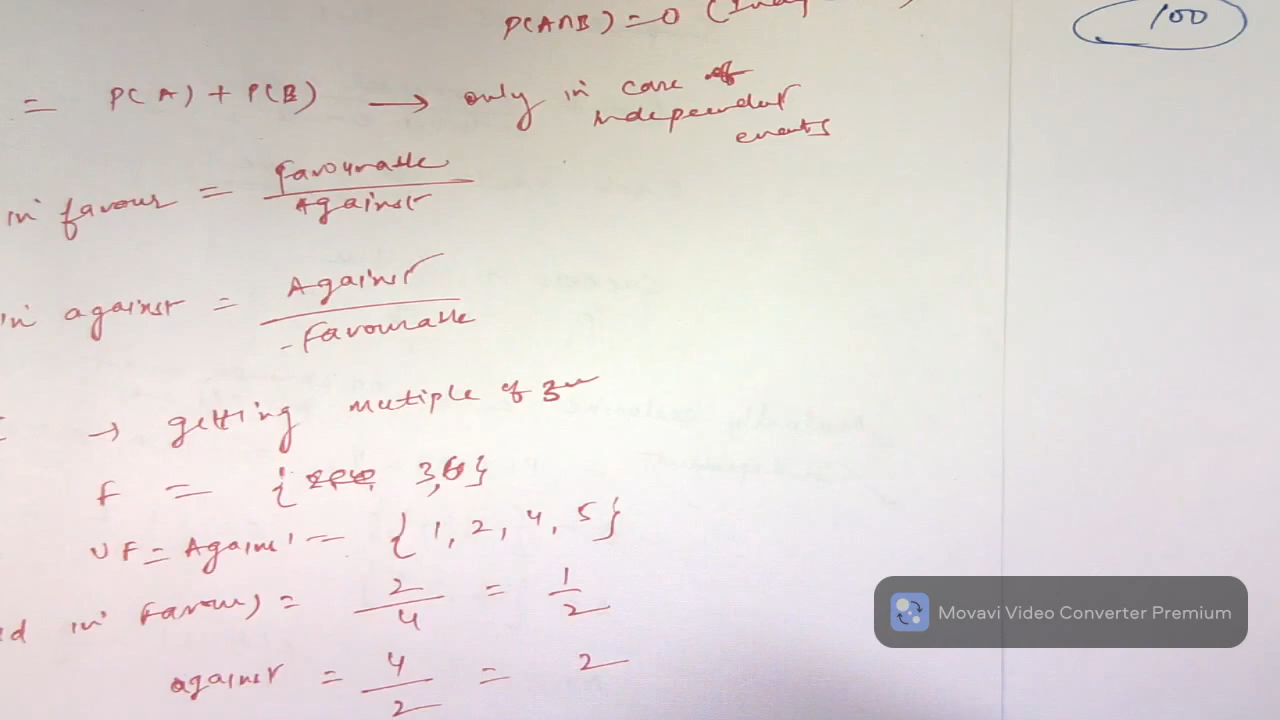 P(A∩B) = 0
100
= P(A) + P(B) → only in case of
independent
events
in favour = Favourable
Against
in against = Against
Favourable
→ getting mutiple of 3
F = { 3,6}
UF = Against = {1, 2, 4, 5}
in Favour) = 2/4 = 1/2
against = 4/2 = 2
Movavi Video Converter Premium